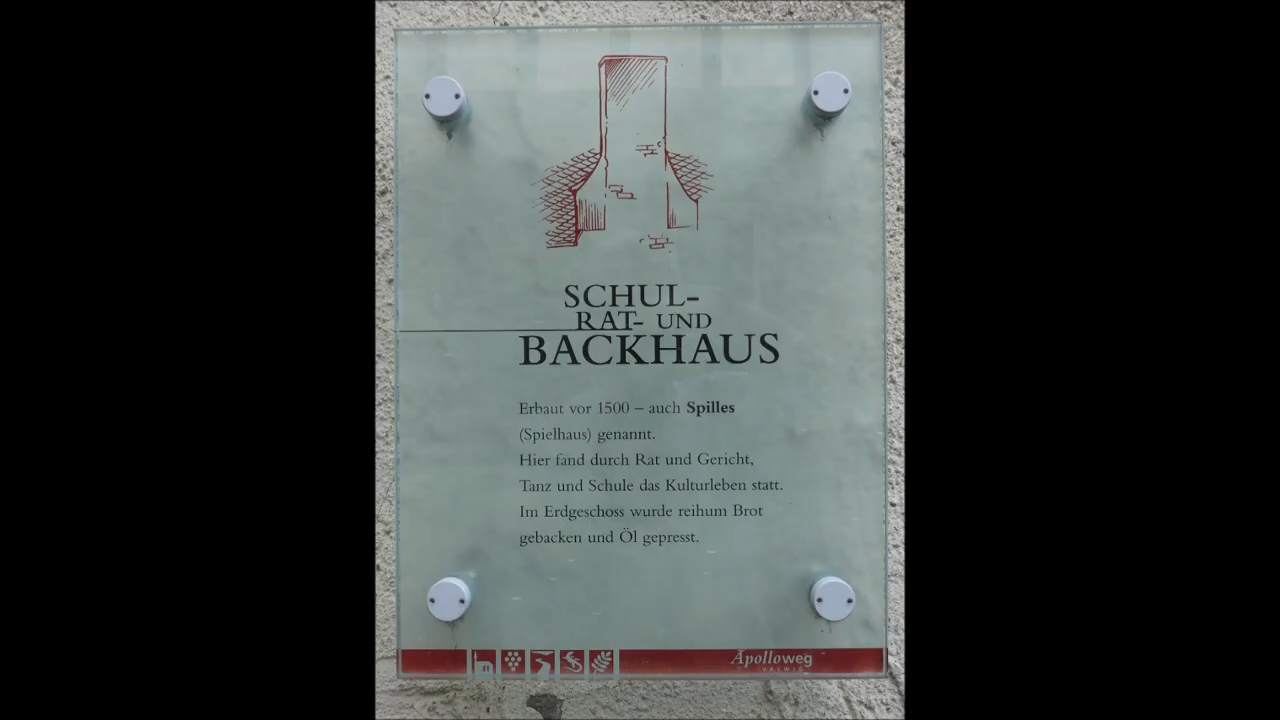 SCHUL-
RAT- UND
BACKHAUS
Erbaut vor 1500 – auch Spilles
(Spielhaus) genannt.
Hier fand durch Rat und Gericht,
Tanz und Schule das Kulturleben statt.
Im Erdgeschoss wurde reihum Brot
gebacken und Öl gepresst.
Apolloweg
VALWIG